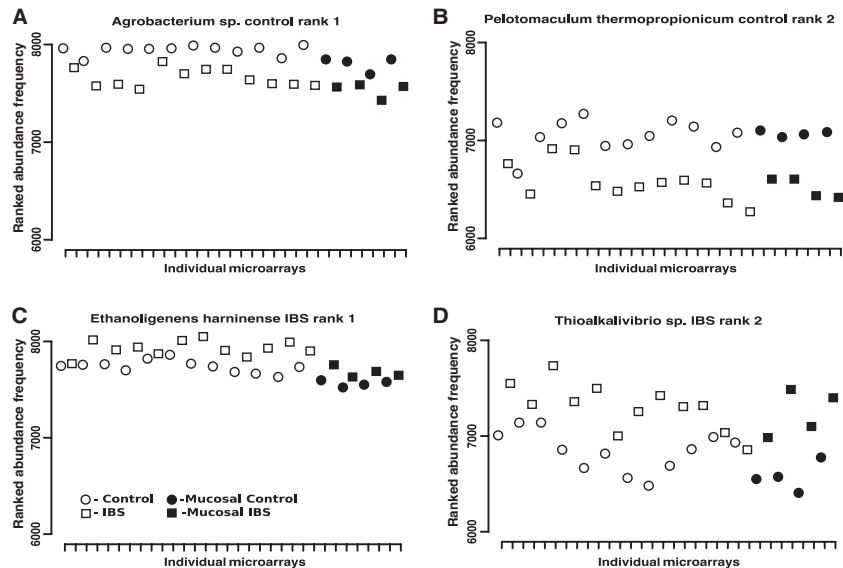 A
Agrobacterium sp. control rank 1
Ranked abundance frequency
8000
7000
6000
Individual microarrays
B
Pelotomaculum thermopropionicum control rank 2
Ranked abundance frequency
8000
7000
6000
Individual microarrays
C
Ethanoligenens harninense IBS rank 1
Ranked abundance frequency
8000
7000
6000
- Control
-Mucosal Control
- IBS
-Mucosal IBS
Individual microarrays
D
Thioalkalivibrio sp. IBS rank 2
Ranked abundance frequency
8000
7000
6000
Individual microarrays